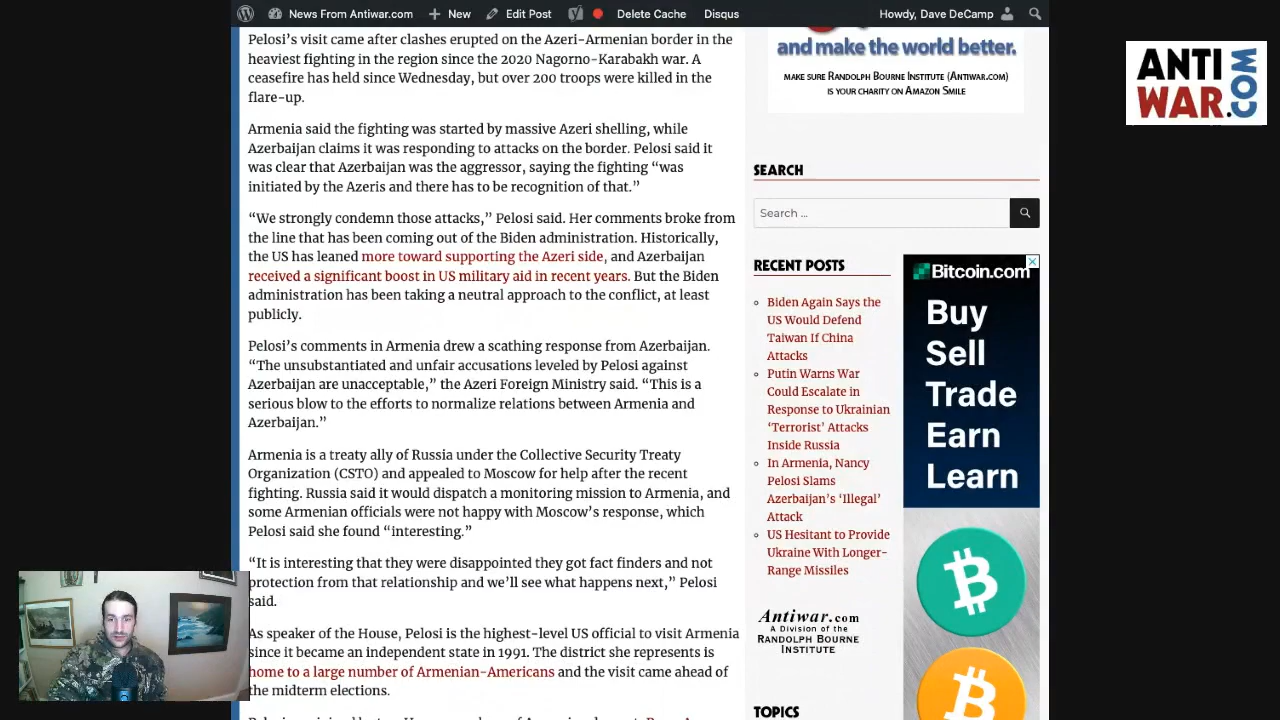 News From Antiwar.com
New
Edit Post
Delete Cache
Disqus
Howdy, Dave DeCamp
Pelosi’s visit came after clashes erupted on the Azeri-Armenian border in the
heaviest fighting in the region since the 2020 Nagorno-Karabakh war. A
ceasefire has held since Wednesday, but over 200 troops were killed in the
flare-up.
Armenia said the fighting was started by massive Azeri shelling, while
Azerbaijan claims it was responding to attacks on the border. Pelosi said it
was clear that Azerbaijan was the aggressor, saying the fighting “was
initiated by the Azeris and there has to be recognition of that.”
“We strongly condemn those attacks,” Pelosi said. Her comments broke from
the line that has been coming out of the Biden administration. Historically,
the US has leaned more toward supporting the Azeri side, and Azerbaijan
received a significant boost in US military aid in recent years. But the Biden
administration has been taking a neutral approach to the conflict, at least
publicly.
Pelosi’s comments in Armenia drew a scathing response from Azerbaijan.
“The unsubstantiated and unfair accusations leveled by Pelosi against
Azerbaijan are unacceptable,” the Azeri Foreign Ministry said. “This is a
serious blow to the efforts to normalize relations between Armenia and
Azerbaijan.”
Armenia is a treaty ally of Russia under the Collective Security Treaty
Organization (CSTO) and appealed to Moscow for help after the recent
fighting. Russia said it would dispatch a monitoring mission to Armenia, and
some Armenian officials were not happy with Moscow’s response, which
Pelosi said she found “interesting.”
“It is interesting that they were disappointed they got fact finders and not
protection from that relationship and we’ll see what happens next,” Pelosi
said.
As speaker of the House, Pelosi is the highest-level US official to visit Armenia
since it became an independent state in 1991. The district she represents is
home to a large number of Armenian-Americans and the visit came ahead of
the midterm elections.
and make the world better.
MAKE SURE RANDOLPH BOURNE INSTITUTE (ANTIWAR.COM)
IS YOUR CHARITY ON AMAZON SMILE
SEARCH
Search ...
RECENT POSTS
Biden Again Says the
US Would Defend
Taiwan If China
Attacks
Putin Warns War
Could Escalate in
Response to Ukrainian
‘Terrorist’ Attacks
Inside Russia
In Armenia, Nancy
Pelosi Slams
Azerbaijan’s ‘Illegal’
Attack
US Hesitant to Provide
Ukraine With Longer-
Range Missiles
Antiwar.com
A Division of the
RANDOLPH BOURNE
INSTITUTE
TOPICS
Bitcoin.com
Buy
Sell
Trade
Earn
Learn
ANTI
WAR.COM